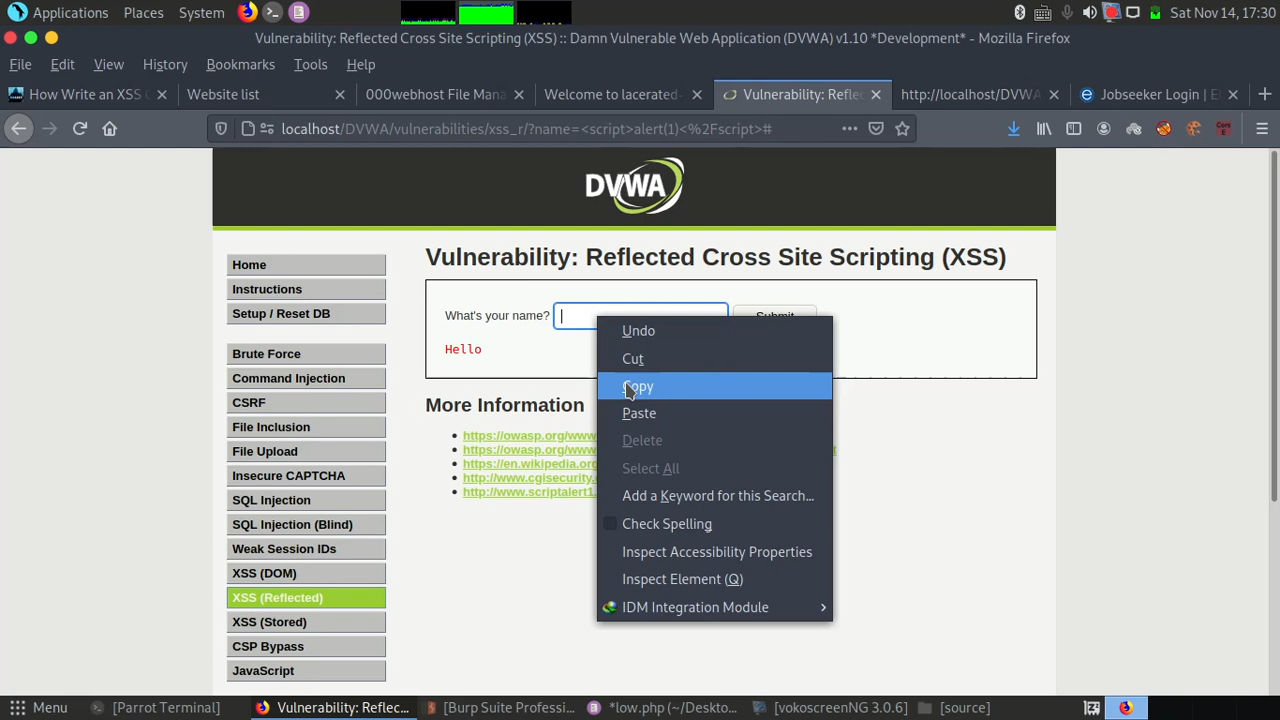 Applications Places System Sat Nov 14, 17:30
Vulnerability: Reflected Cross Site Scripting (XSS) :: Damn Vulnerable Web Application (DVWA) v1.10 *Development* - Mozilla Firefox
File Edit View History Bookmarks Tools Help
How Write an XSS C Website list 000webhost File Mana Welcome to lacerated- Vulnerability: Reflec http://localhost/DVWA Jobseeker Login | E
localhost/DVWA/vulnerabilities/xss_r/?name=<script>alert(1)<%2Fscript>#
DVWA
Vulnerability: Reflected Cross Site Scripting (XSS)
Home
Instructions
Setup / Reset DB
Brute Force
Command Injection
CSRF
File Inclusion
File Upload
Insecure CAPTCHA
SQL Injection
SQL Injection (Blind)
Weak Session IDs
XSS (DOM)
XSS (Reflected)
XSS (Stored)
CSP Bypass
JavaScript
What's your name? Submit
Hello
More Information
• https://owasp.org/www
• https://owasp.org/www
• https://en.wikipedia.org
• http://www.cgisecurity.c
• http://www.scriptalert1.
Undo
Cut
Copy
Paste
Delete
Select All
Add a Keyword for this Search...
Check Spelling
Inspect Accessibility Properties
Inspect Element (Q)
IDM Integration Module
Menu [Parrot Terminal] Vulnerability: Reflec... [Burp Suite Professi... *low.php (~/Deskto... [vokoscreenNG 3.0.6] [source]